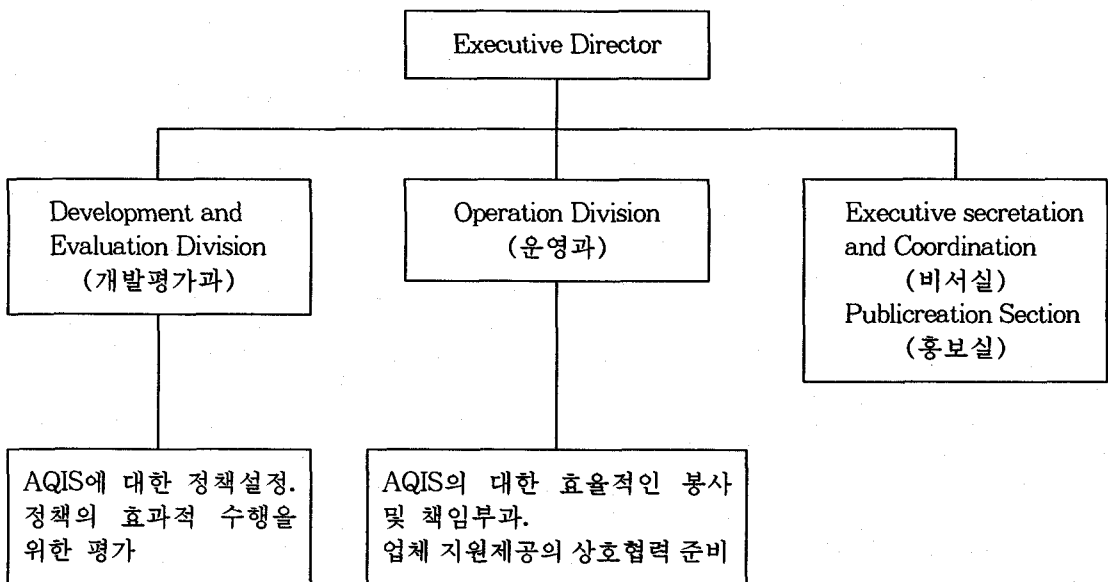 Executive Director
Development and
Evaluation Division
(개발평가과)
Operation Division
(운영과)
Executive secretation
and Coordination
(비서실)
Publicreation Section
(홍보실)
AQIS에 대한 정책설정.
정책의 효과적 수행을
위한 평가
AQIS의 대한 효율적인 봉사
및 책임부과.
업체 지원제공의 상호협력 준비